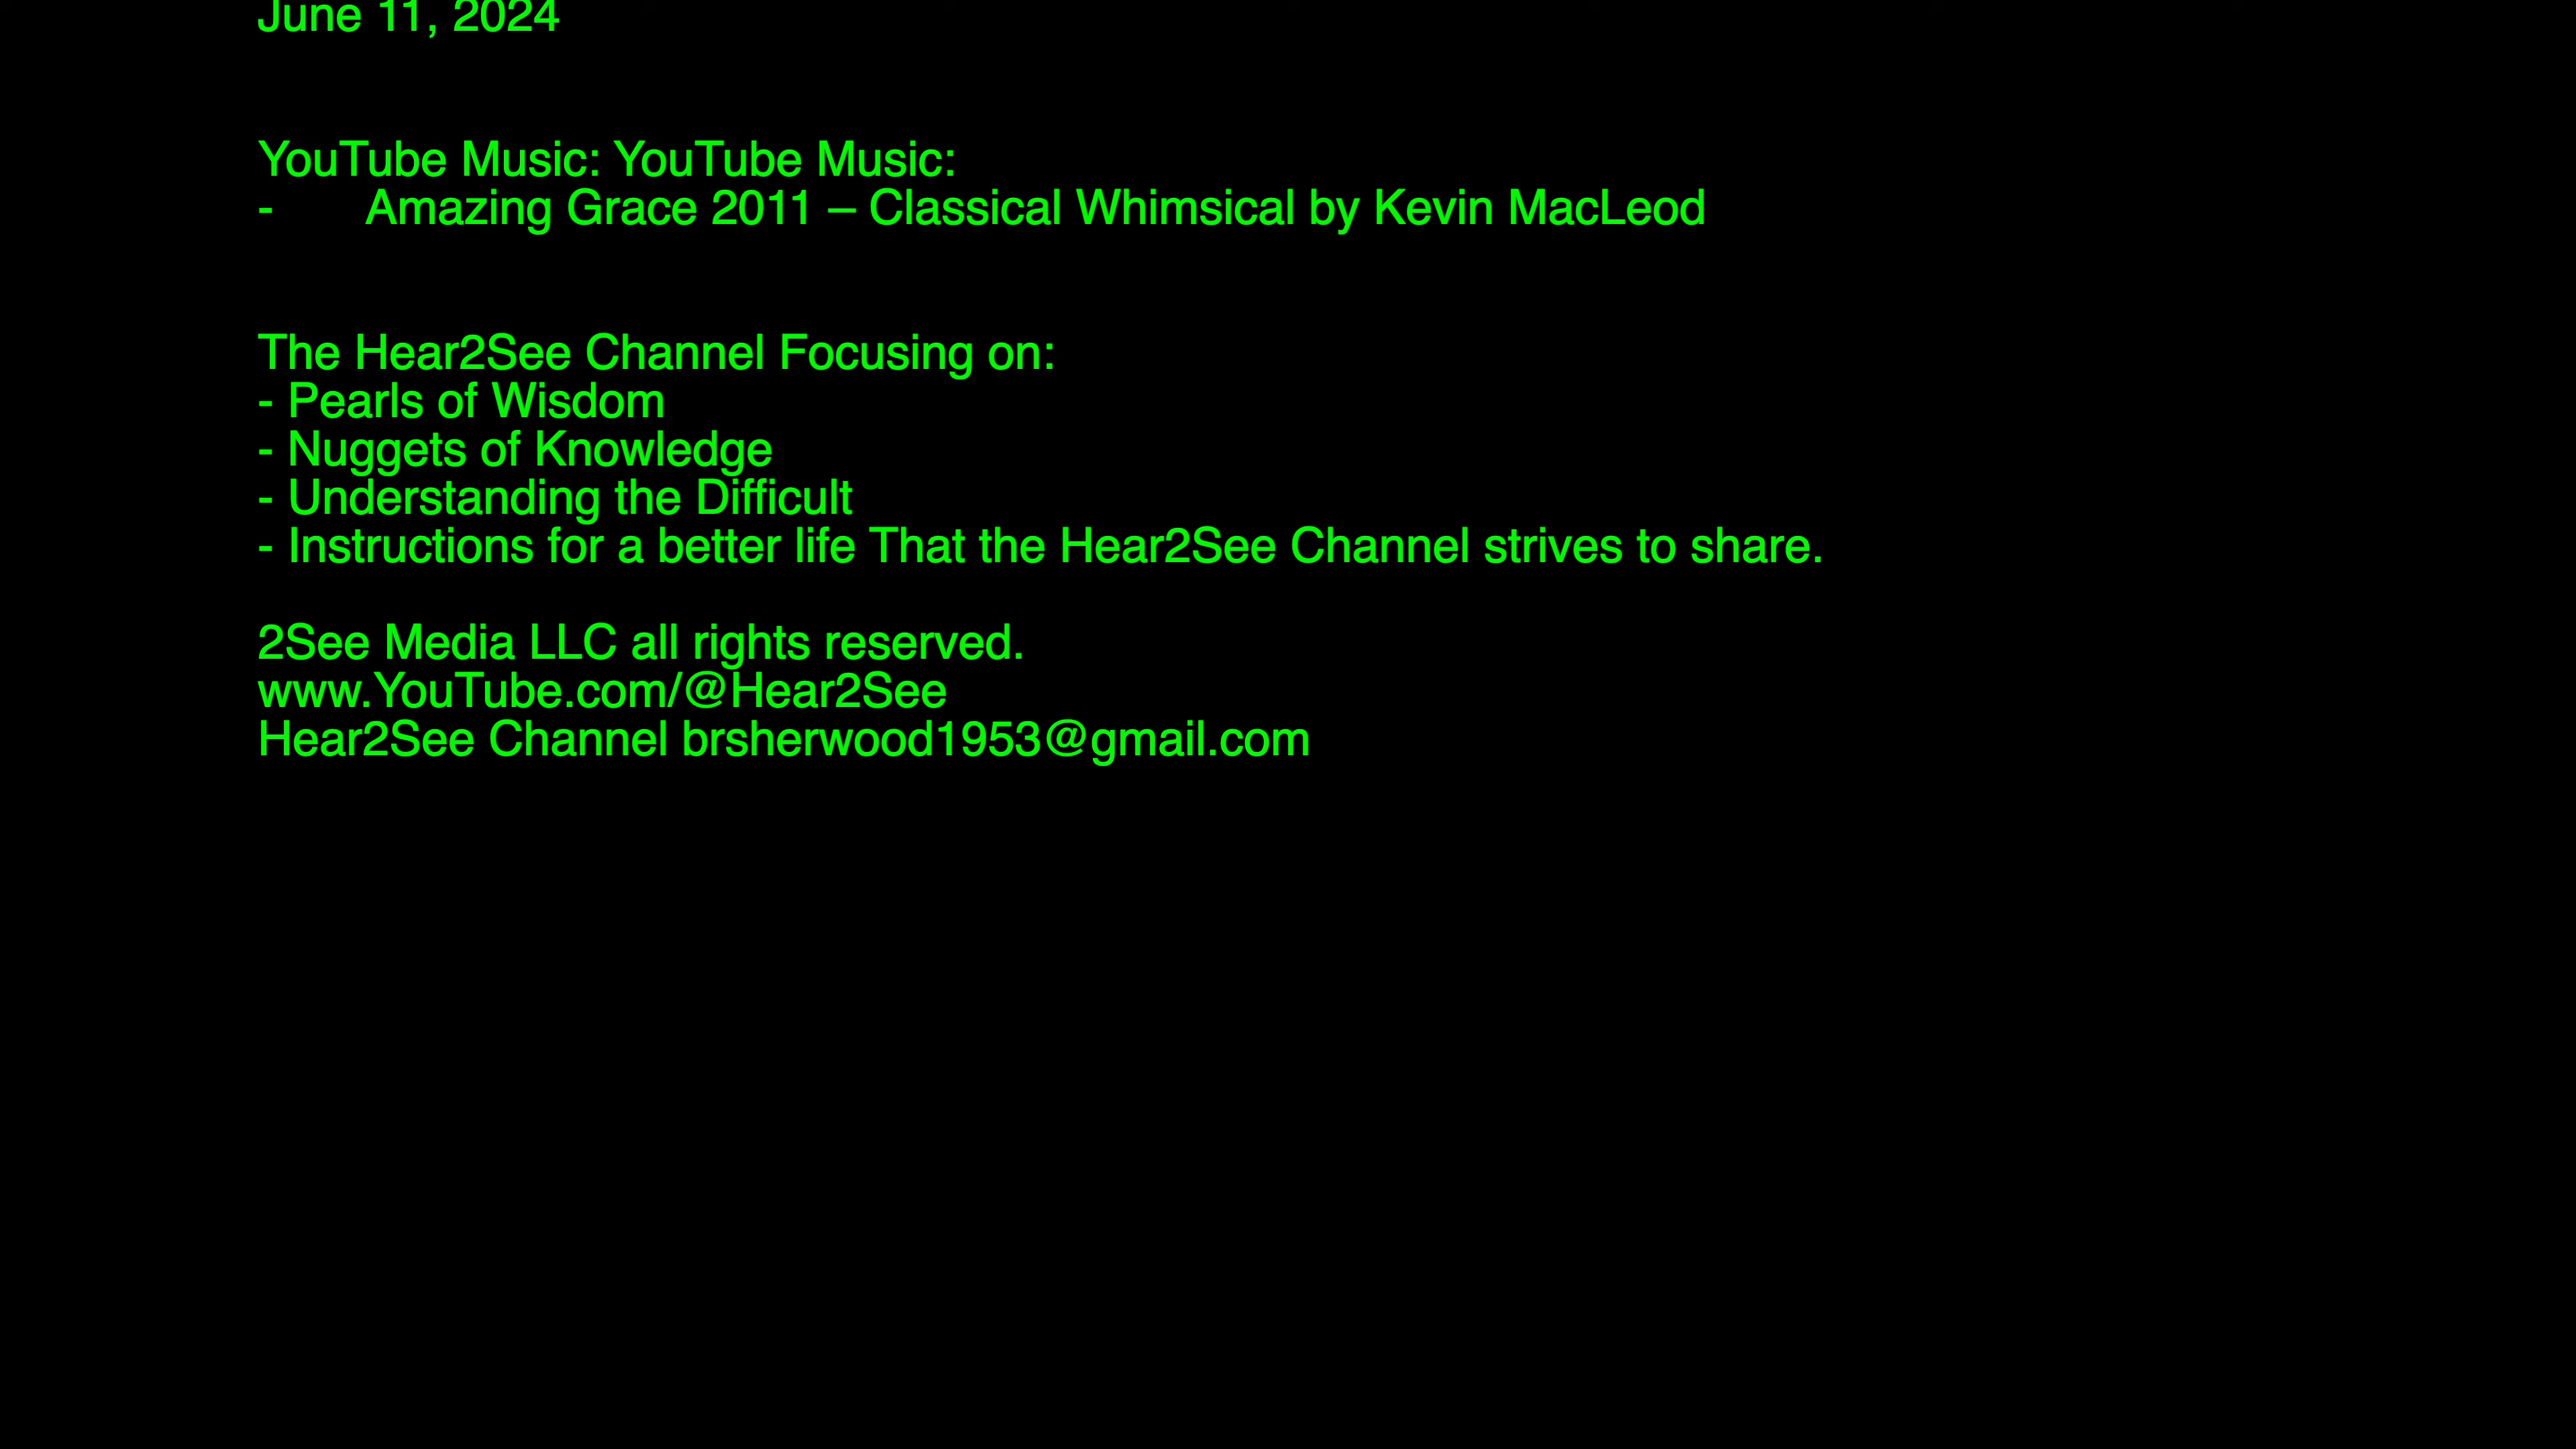 June 11, 2024
YouTube Music: YouTube Music:
- Amazing Grace 2011 – Classical Whimsical by Kevin MacLeod
The Hear2See Channel Focusing on:
- Pearls of Wisdom
- Nuggets of Knowledge
- Understanding the Difficult
- Instructions for a better life That the Hear2See Channel strives to share.
2See Media LLC all rights reserved.
www.YouTube.com/@Hear2See
Hear2See Channel brsherwood1953@gmail.com